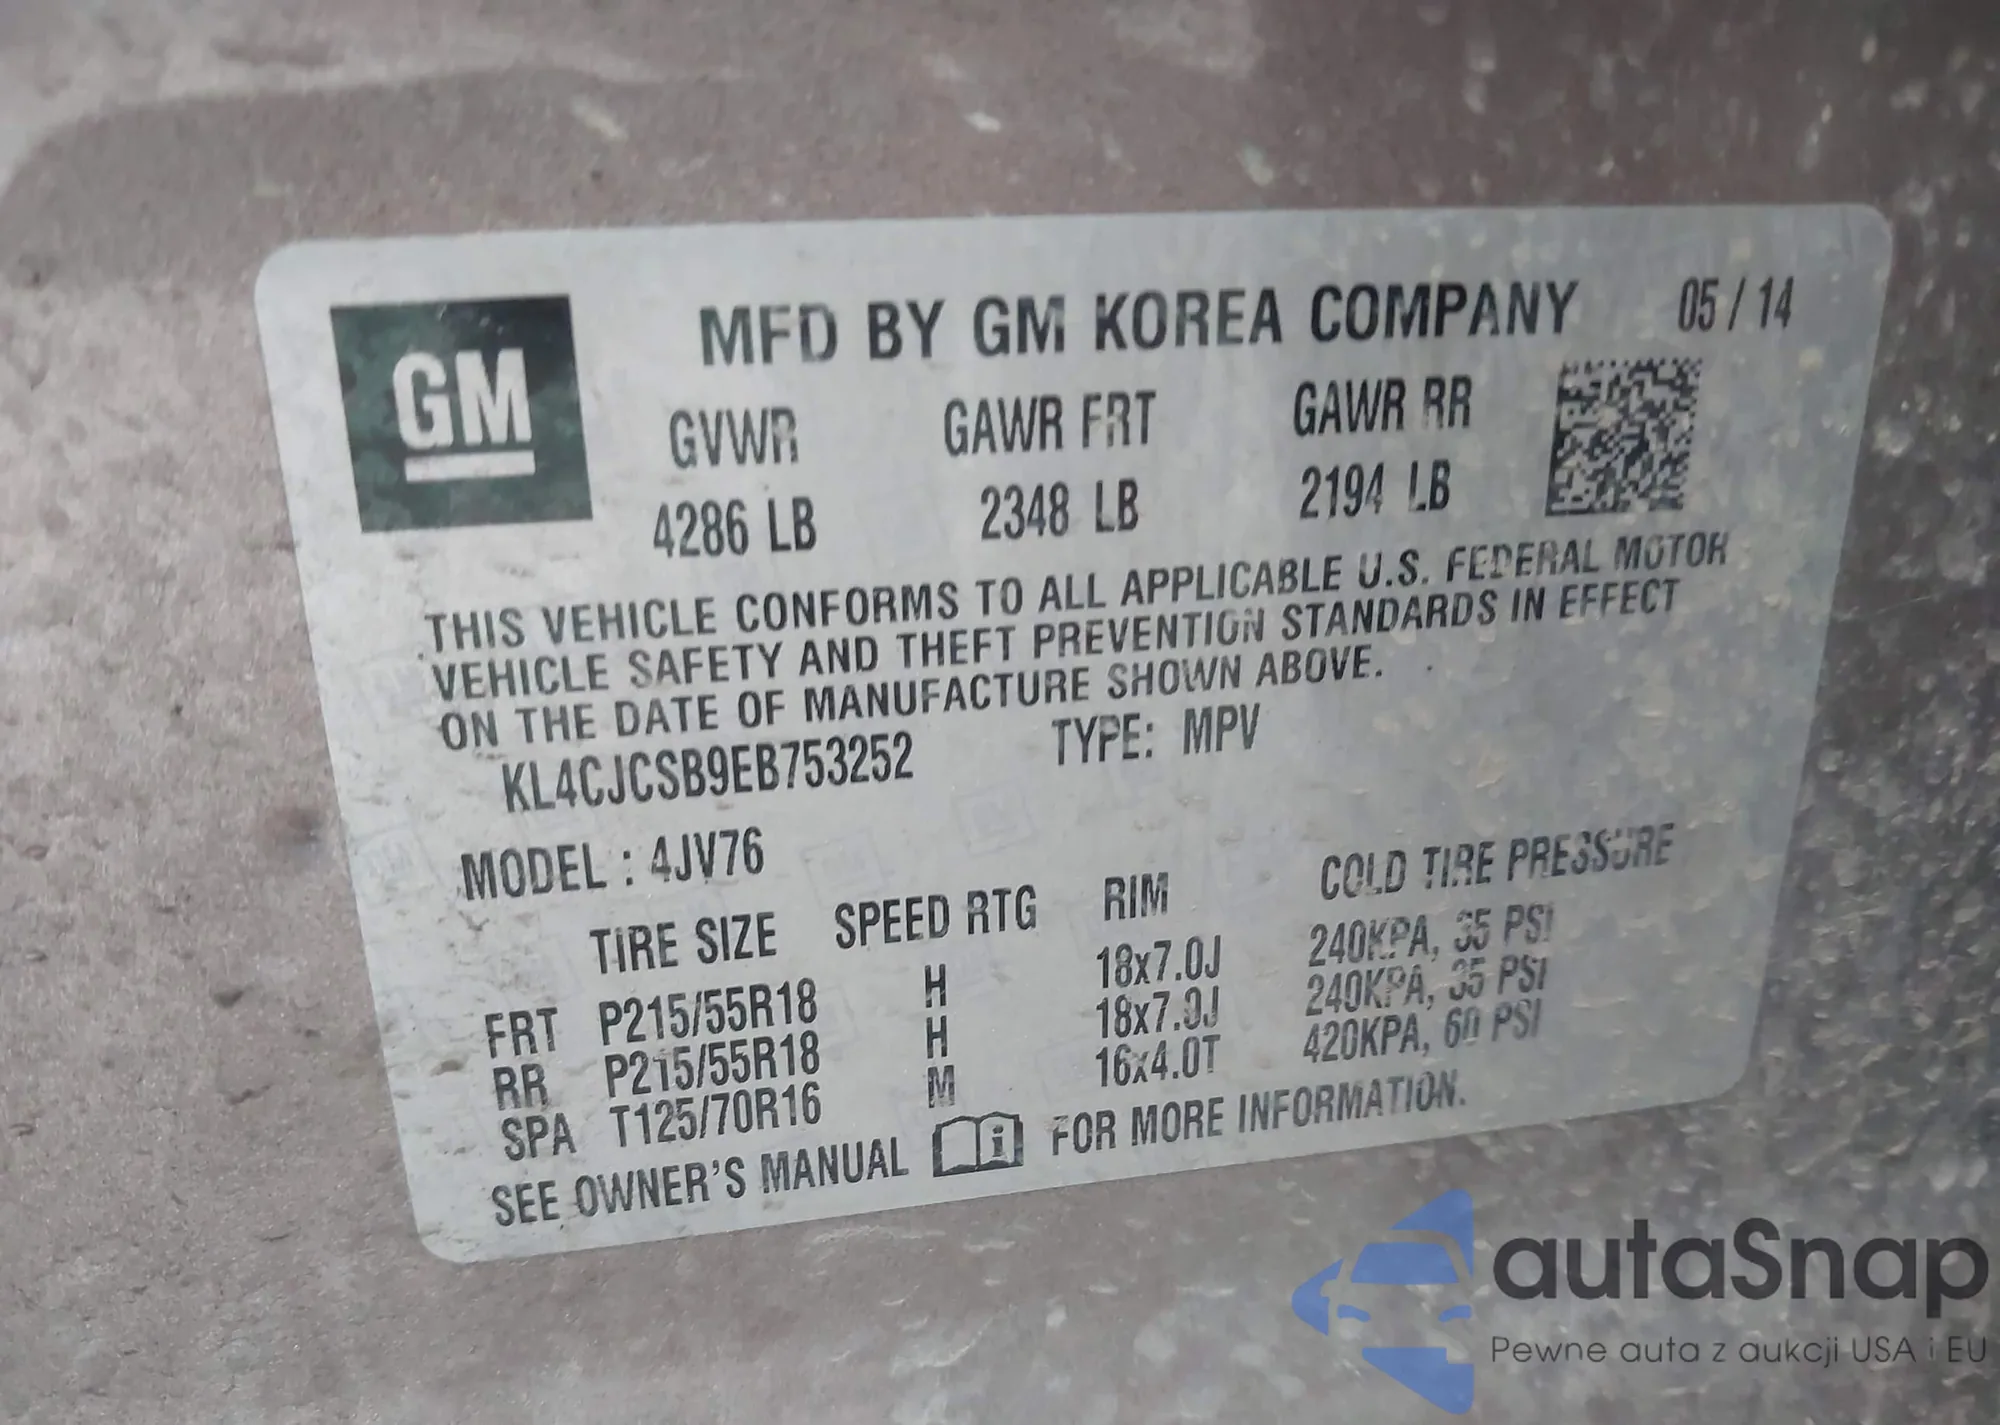 GM
MFD BY GM KOREA COMPANY 05 / 14
GVWR GAWR FRT GAWR RR
4286 LB 2348 LB 2194 LB
THIS VEHICLE CONFORMS TO ALL APPLICABLE U.S. FEDERAL MOTOR
VEHICLE SAFETY AND THEFT PREVENTION STANDARDS IN EFFECT
ON THE DATE OF MANUFACTURE SHOWN ABOVE.
KL4CJCSB9EB753252 TYPE: MPV
MODEL : 4JV76
TIRE SIZE SPEED RTG RIM COLD TIRE PRESSURE
FRT P215/55R18 H 18x7.0J 240KPA, 35 PSI
RR P215/55R18 H 18x7.0J 240KPA, 35 PSI
SPA T125/70R16 M 16x4.0T 420KPA, 60 PSI
SEE OWNER'S MANUAL i FOR MORE INFORMATION.
autaSnap
Pewne auta z aukcji USA i EU